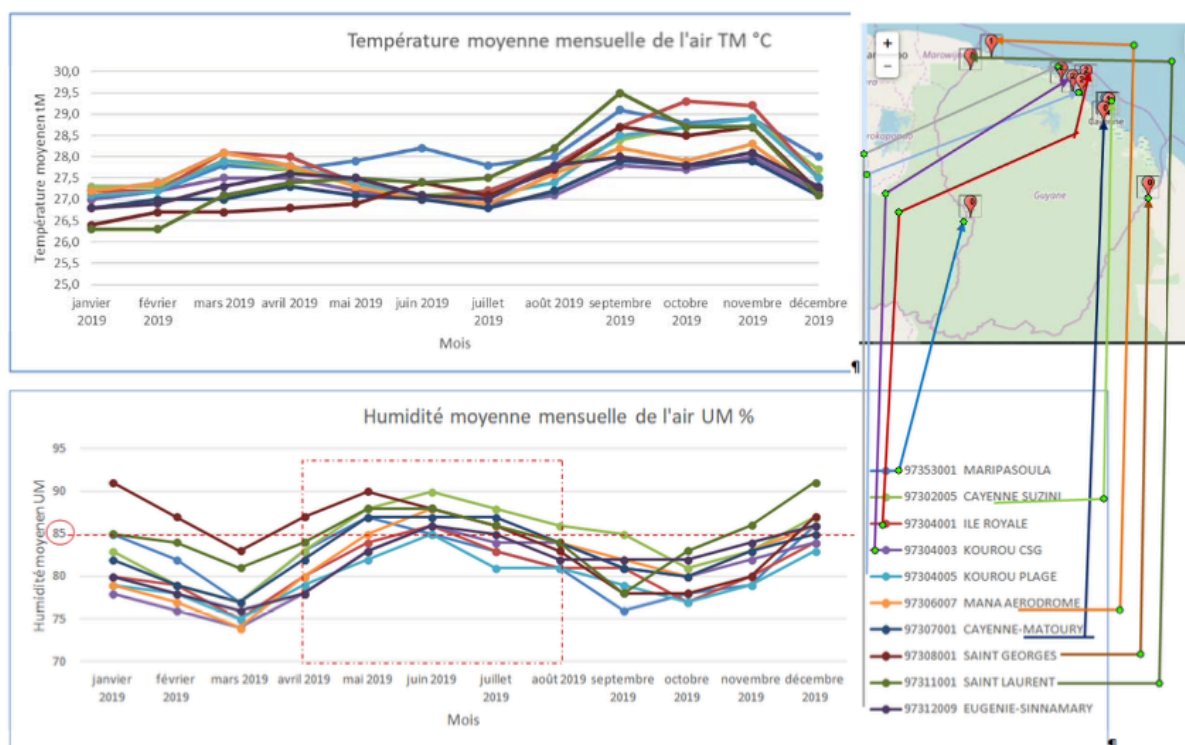 Température moyenne mensuelle de l'air TM °C
Température moyenen tM
30,0
29,5
29,0
28,5
28,0
27,5
27,0
26,5
26,0
25,5
25,0
janvier 2019
février 2019
mars 2019
avril 2019
mai 2019
juin 2019
juillet 2019
août 2019
septembre 2019
octobre 2019
novembre 2019
décembre 2019
Mois
+
−
Marowijne
Guyane
Cayenne
¶
Humidité moyenne mensuelle de l'air UM %
Humidité moyenen UM
95
90
85
80
75
70
janvier 2019
février 2019
mars 2019
avril 2019
mai 2019
juin 2019
juillet 2019
août 2019
septembre 2019
octobre 2019
novembre 2019
décembre 2019
Mois
97353001 MARIPASOULA
97302005 CAYENNE SUZINI
97304001 ILE ROYALE
97304003 KOUROU CSG
97304005 KOUROU PLAGE
97306007 MANA AERODROME
97307001 CAYENNE-MATOURY
97308001 SAINT GEORGES
97311001 SAINT LAURENT
97312009 EUGENIE-SINNAMARY
¶